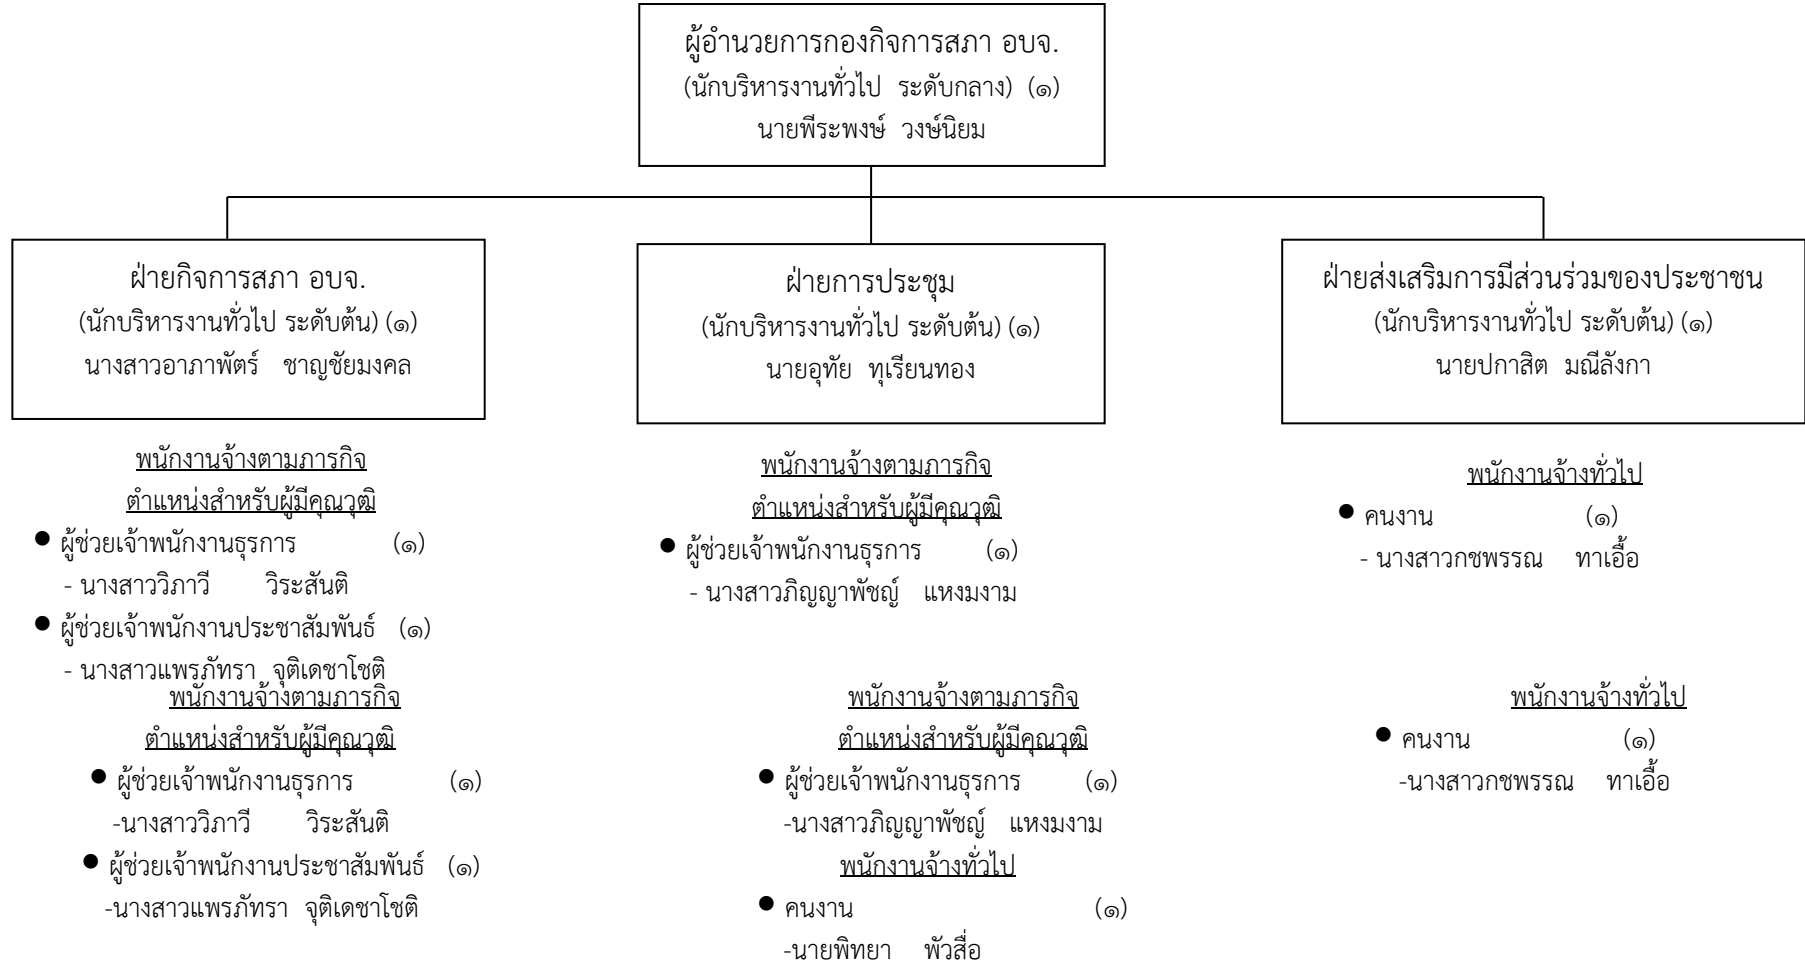 ผู้อำนวยการกองกิจการสภา อบจ.
(นักบริหารงานทั่วไป ระดับกลาง) (๑)
นายพีระพงษ์ วงษ์นิยม
ฝ่ายกิจการสภา อบจ.
(นักบริหารงานทั่วไป ระดับต้น) (๑)
นางสาวอาภาพัตร์ ชาญชัยมงคล
ฝ่ายการประชุม
(นักบริหารงานทั่วไป ระดับต้น) (๑)
นายอุทัย ทุเรียนทอง
ฝ่ายส่งเสริมการมีส่วนร่วมของประชาชน
(นักบริหารงานทั่วไป ระดับต้น) (๑)
นายปกาสิต มณีลังกา
พนักงานจ้างตามภารกิจ
ตำแหน่งสำหรับผู้มีคุณวุฒิ
● ผู้ช่วยเจ้าพนักงานธุรการ (๑)
- นางสาววิภาวี วิระสันติ
● ผู้ช่วยเจ้าพนักงานประชาสัมพันธ์ (๑)
- นางสาวแพรภัทรา จุติเดชาโชติ
พนักงานจ้างตามภารกิจ
ตำแหน่งสำหรับผู้มีคุณวุฒิ
● ผู้ช่วยเจ้าพนักงานธุรการ (๑)
-นางสาววิภาวี วิระสันติ
● ผู้ช่วยเจ้าพนักงานประชาสัมพันธ์ (๑)
-นางสาวแพรภัทรา จุติเดชาโชติ
พนักงานจ้างตามภารกิจ
ตำแหน่งสำหรับผู้มีคุณวุฒิ
● ผู้ช่วยเจ้าพนักงานธุรการ (๑)
- นางสาวภิญญาพัชญ์ แหงมงาม
พนักงานจ้างตามภารกิจ
ตำแหน่งสำหรับผู้มีคุณวุฒิ
● ผู้ช่วยเจ้าพนักงานธุรการ (๑)
-นางสาวภิญญาพัชญ์ แหงมงาม
พนักงานจ้างทั่วไป
● คนงาน (๑)
-นายพิทยา พัวสื่อ
พนักงานจ้างทั่วไป
● คนงาน (๑)
- นางสาวกชพรรณ ทาเอื้อ
พนักงานจ้างทั่วไป
● คนงาน (๑)
-นางสาวกชพรรณ ทาเอื้อ